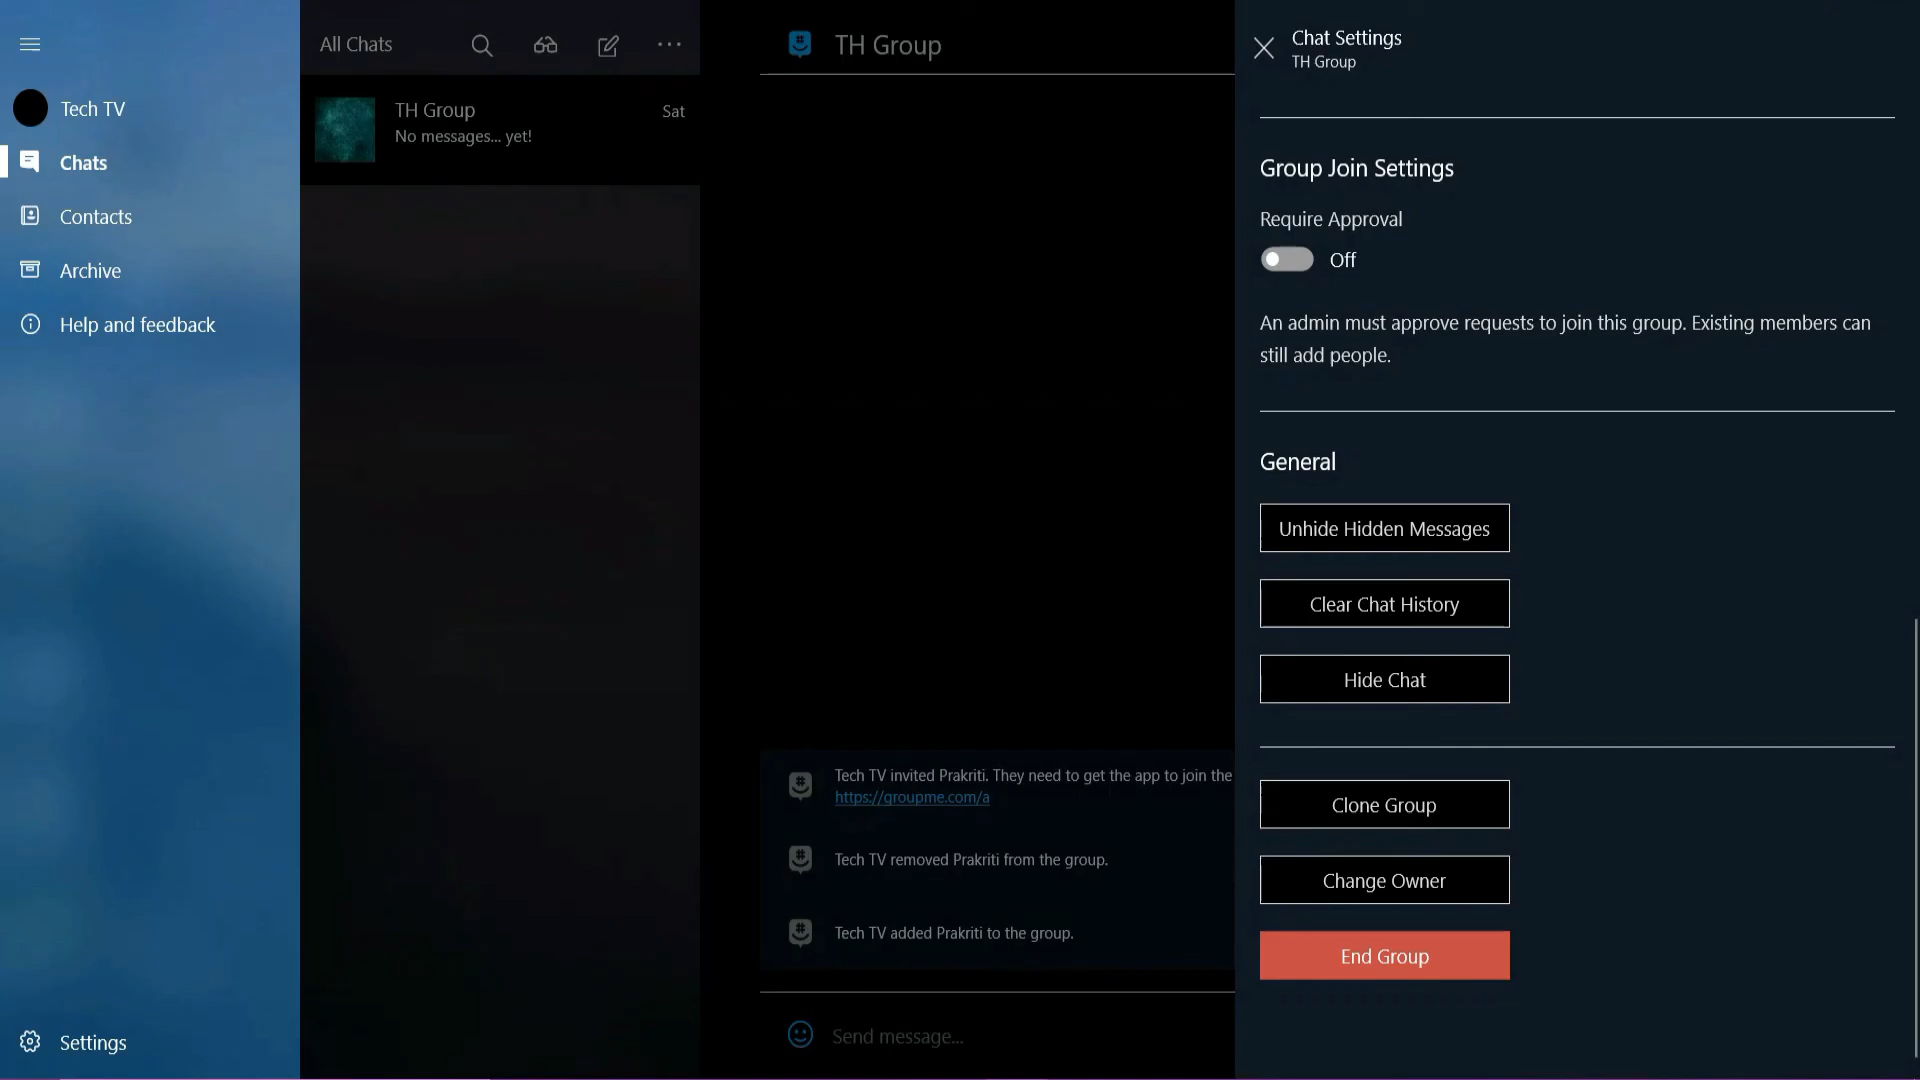 Tech TV
Chats
Contacts
Archive
Help and feedback
Settings
All Chats
TH Group
Sat
No messages... yet!
TH Group
Tech TV invited Prakriti. They need to get the app to join the
https://groupme.com/a
Tech TV removed Prakriti from the group.
Tech TV added Prakriti to the group.
Send message...
Chat Settings
TH Group
Group Join Settings
Require Approval
Off
An admin must approve requests to join this group. Existing members can
still add people.
General
Unhide Hidden Messages
Clear Chat History
Hide Chat
Clone Group
Change Owner
End Group